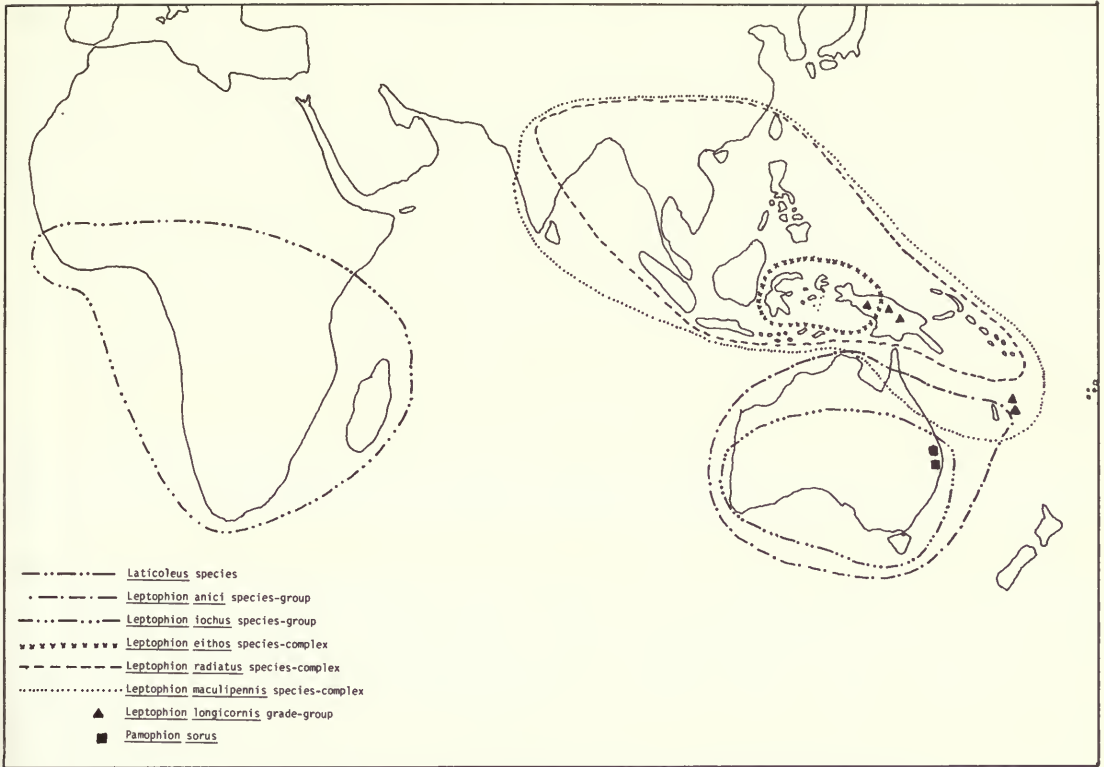 Laticoleus species
Leptophion anici species-group
Leptophion iochus species-group
Leptophion eithos species-complex
Leptophion radiatus species-complex
Leptophion maculipennis species-complex
Leptophion longicornis grade-group
Pamophion sorus